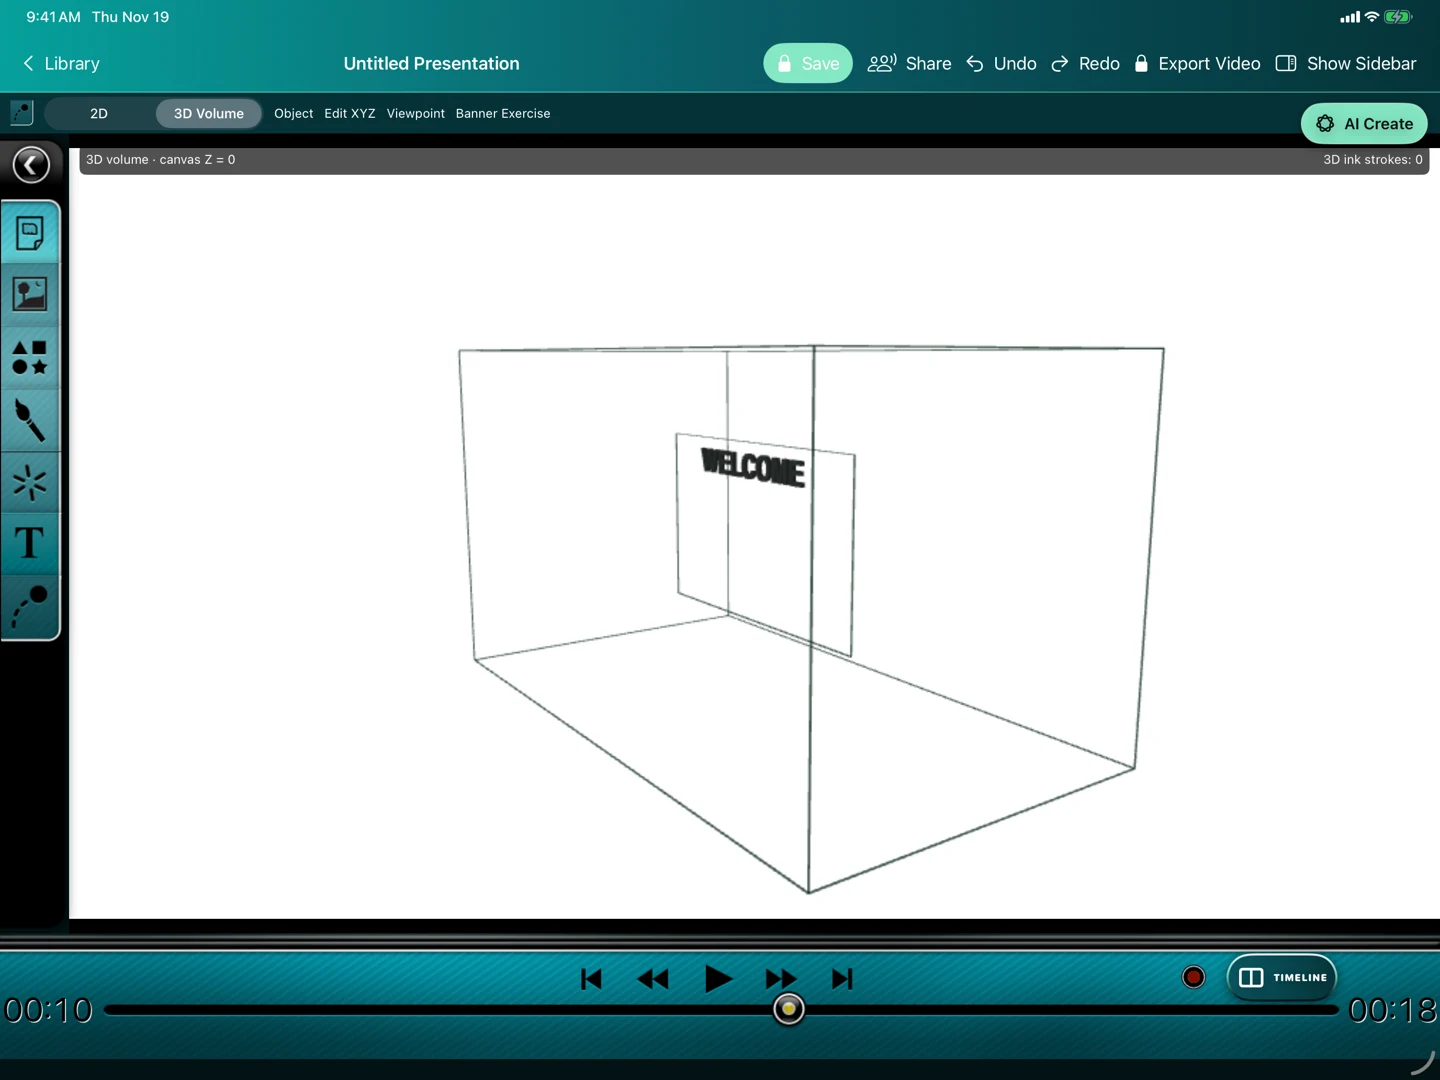 9:41 AM Thu Nov 19
Library
Untitled Presentation
Save
Share
Undo
Redo
Export Video
Show Sidebar
2D
3D Volume
Object
Edit XYZ
Viewpoint
Banner Exercise
AI Create
3D volume · canvas Z = 0
3D ink strokes: 0
WELCOME
T
TIMELINE
00:10
00:18